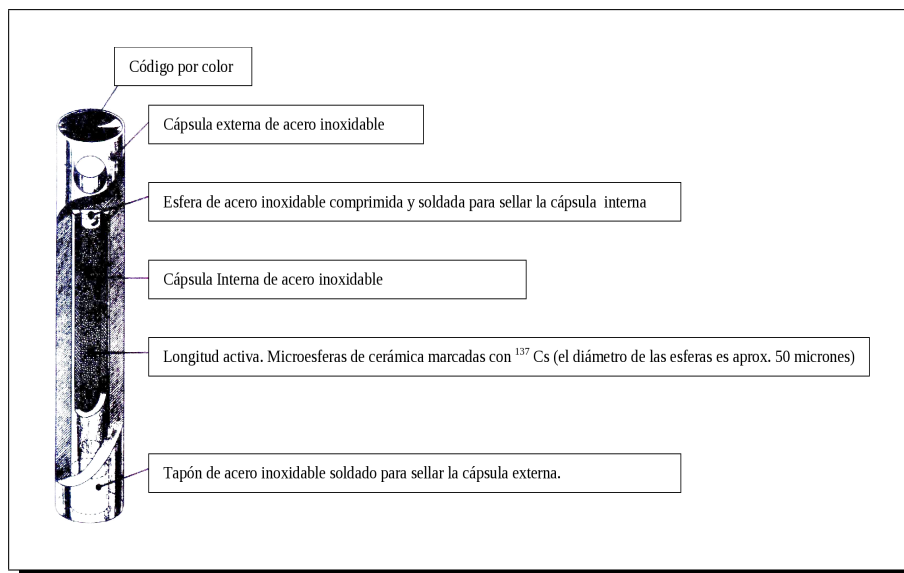 Código por color
Cápsula externa de acero inoxidable
Esfera de acero inoxidable comprimida y soldada para sellar la cápsula interna
Cápsula Interna de acero inoxidable
Longitud activa. Microesferas de cerámica marcadas con ¹³⁷ Cs (el diámetro de las esferas es aprox. 50 micrones)
Tapón de acero inoxidable soldado para sellar la cápsula externa.